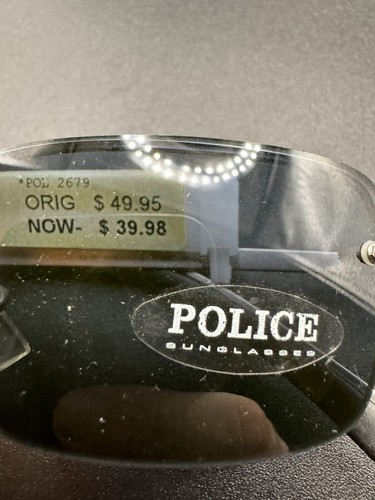 *POL 2679
ORIG $ 49.95
NOW- $ 39.98
POLICE
SUNGLASSES